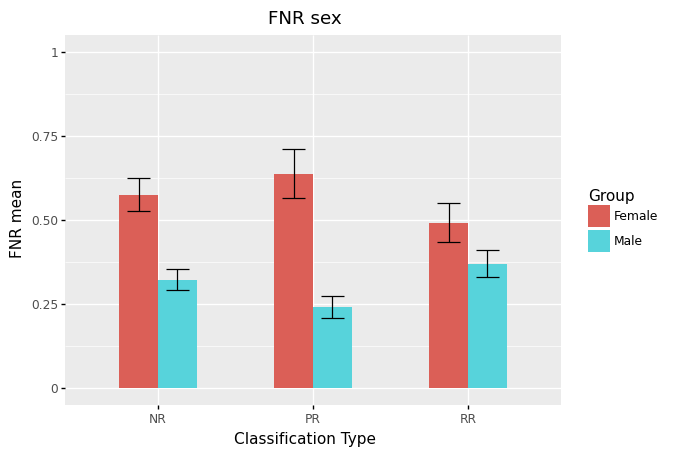 FNR sex
1
0.75
0.50
0.25
0
FNR mean
NR PR RR
Classification Type
Group
Female
Male